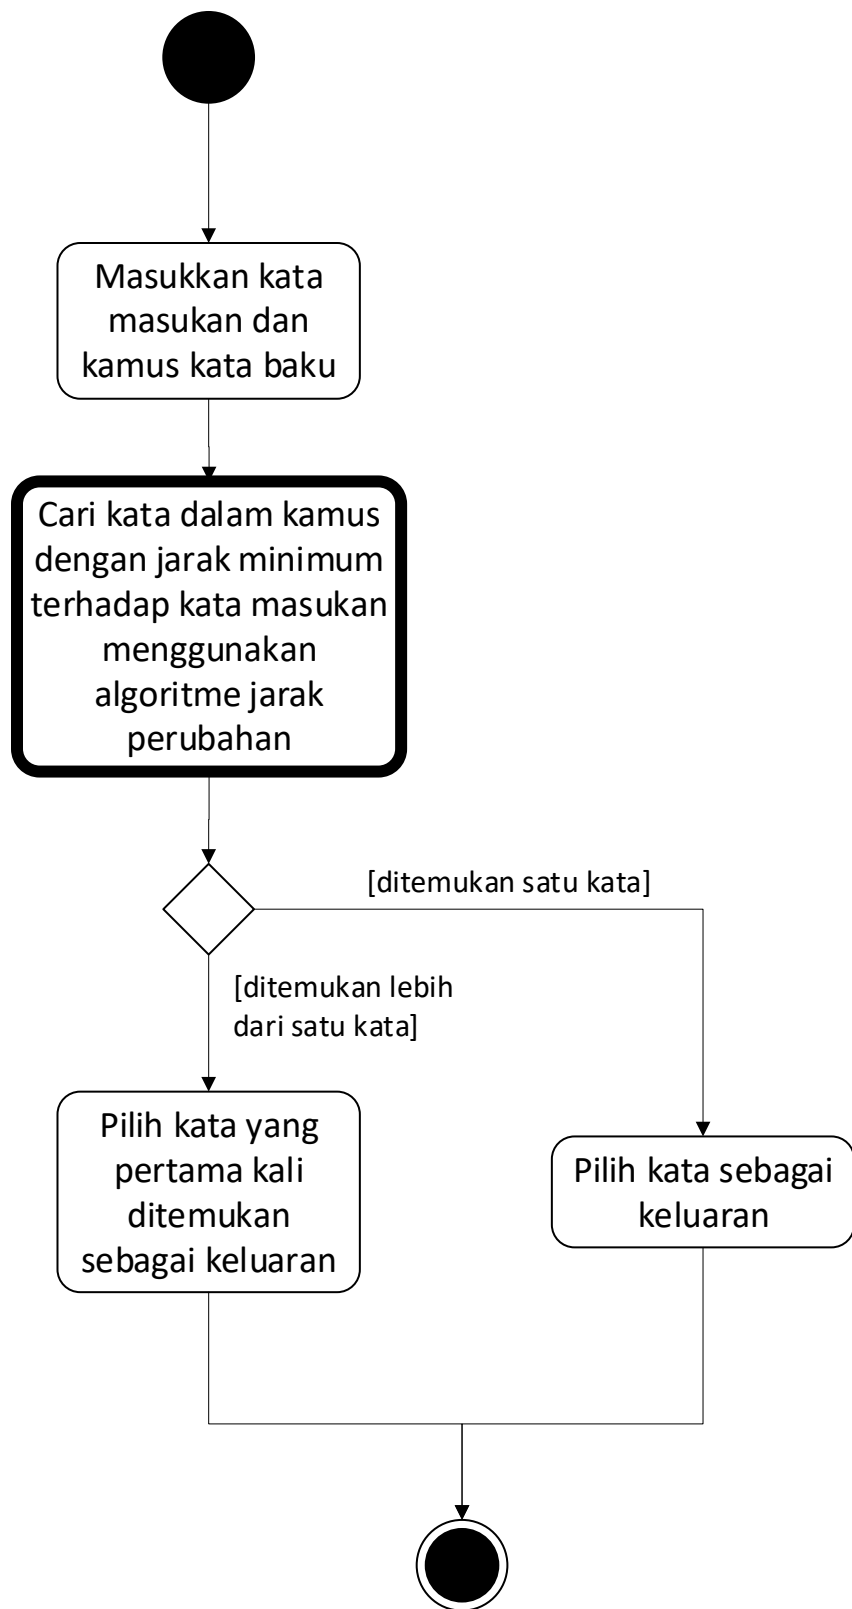 Masukkan kata
masukan dan
kamus kata baku
Cari kata dalam kamus
dengan jarak minimum
terhadap kata masukan
menggunakan
algoritme jarak
perubahan
[ditemukan satu kata]
[ditemukan lebih
dari satu kata]
Pilih kata yang
pertama kali
ditemukan
sebagai keluaran
Pilih kata sebagai
keluaran